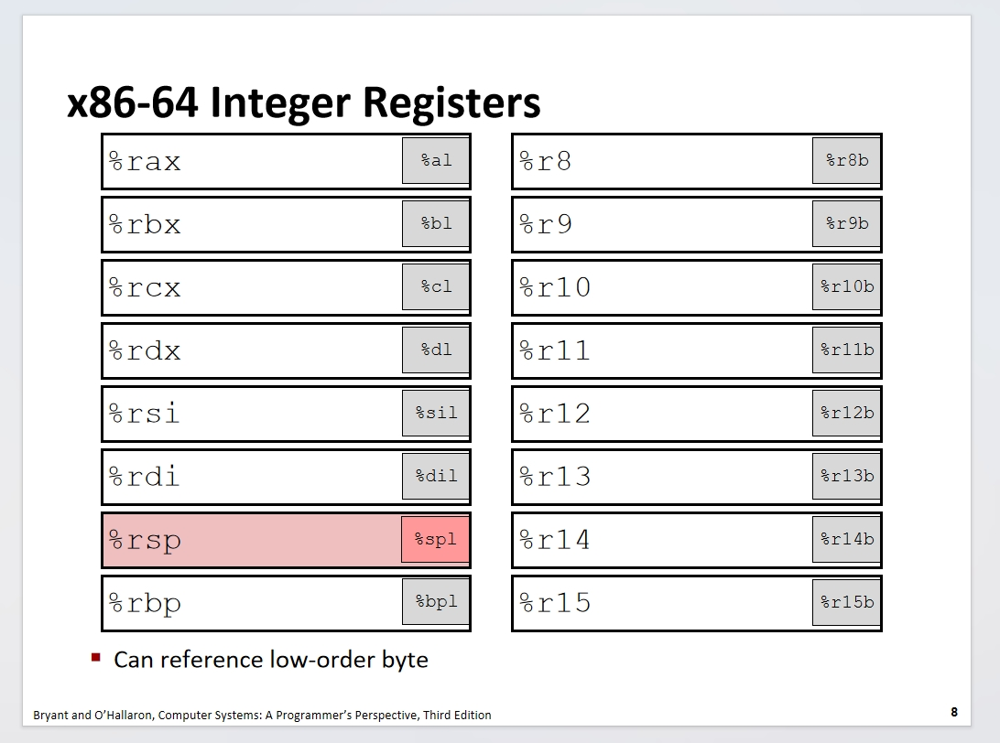 x86-64 Integer Registers
%rax %al
%rbx %bl
%rcx %cl
%rdx %dl
%rsi %sil
%rdi %dil
%rsp %spl
%rbp %bpl
%r8 %r8b
%r9 %r9b
%r10 %r10b
%r11 %r11b
%r12 %r12b
%r13 %r13b
%r14 %r14b
%r15 %r15b
Can reference low-order byte
Bryant and O’Hallaron, Computer Systems: A Programmer’s Perspective, Third Edition
8